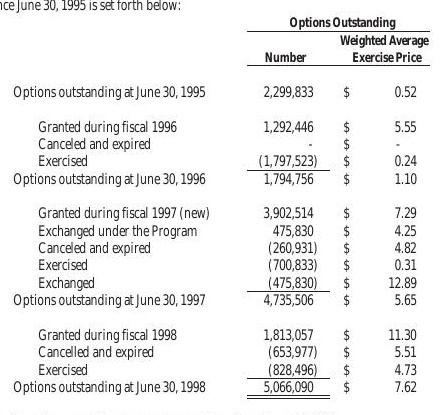 nce June 30, 1995 is set forth below:
Options Outstanding
Weighted Average
Number Exercise Price
Options outstanding at June 30, 1995 2,299,833 $ 0.52
Granted during fiscal 1996 1,292,446 $ 5.55
Canceled and expired - $ -
Exercised (1,797,523) $ 0.24
Options outstanding at June 30, 1996 1,794,756 $ 1.10
Granted during fiscal 1997 (new) 3,902,514 $ 7.29
Exchanged under the Program 475,830 $ 4.25
Canceled and expired (260,931) $ 4.82
Exercised (700,833) $ 0.31
Exchanged (475,830) $ 12.89
Options outstanding at June 30, 1997 4,735,506 $ 5.65
Granted during fiscal 1998 1,813,057 $ 11.30
Cancelled and expired (653,977) $ 5.51
Exercised (828,496) $ 4.73
Options outstanding at June 30, 1998 5,066,090 $ 7.62